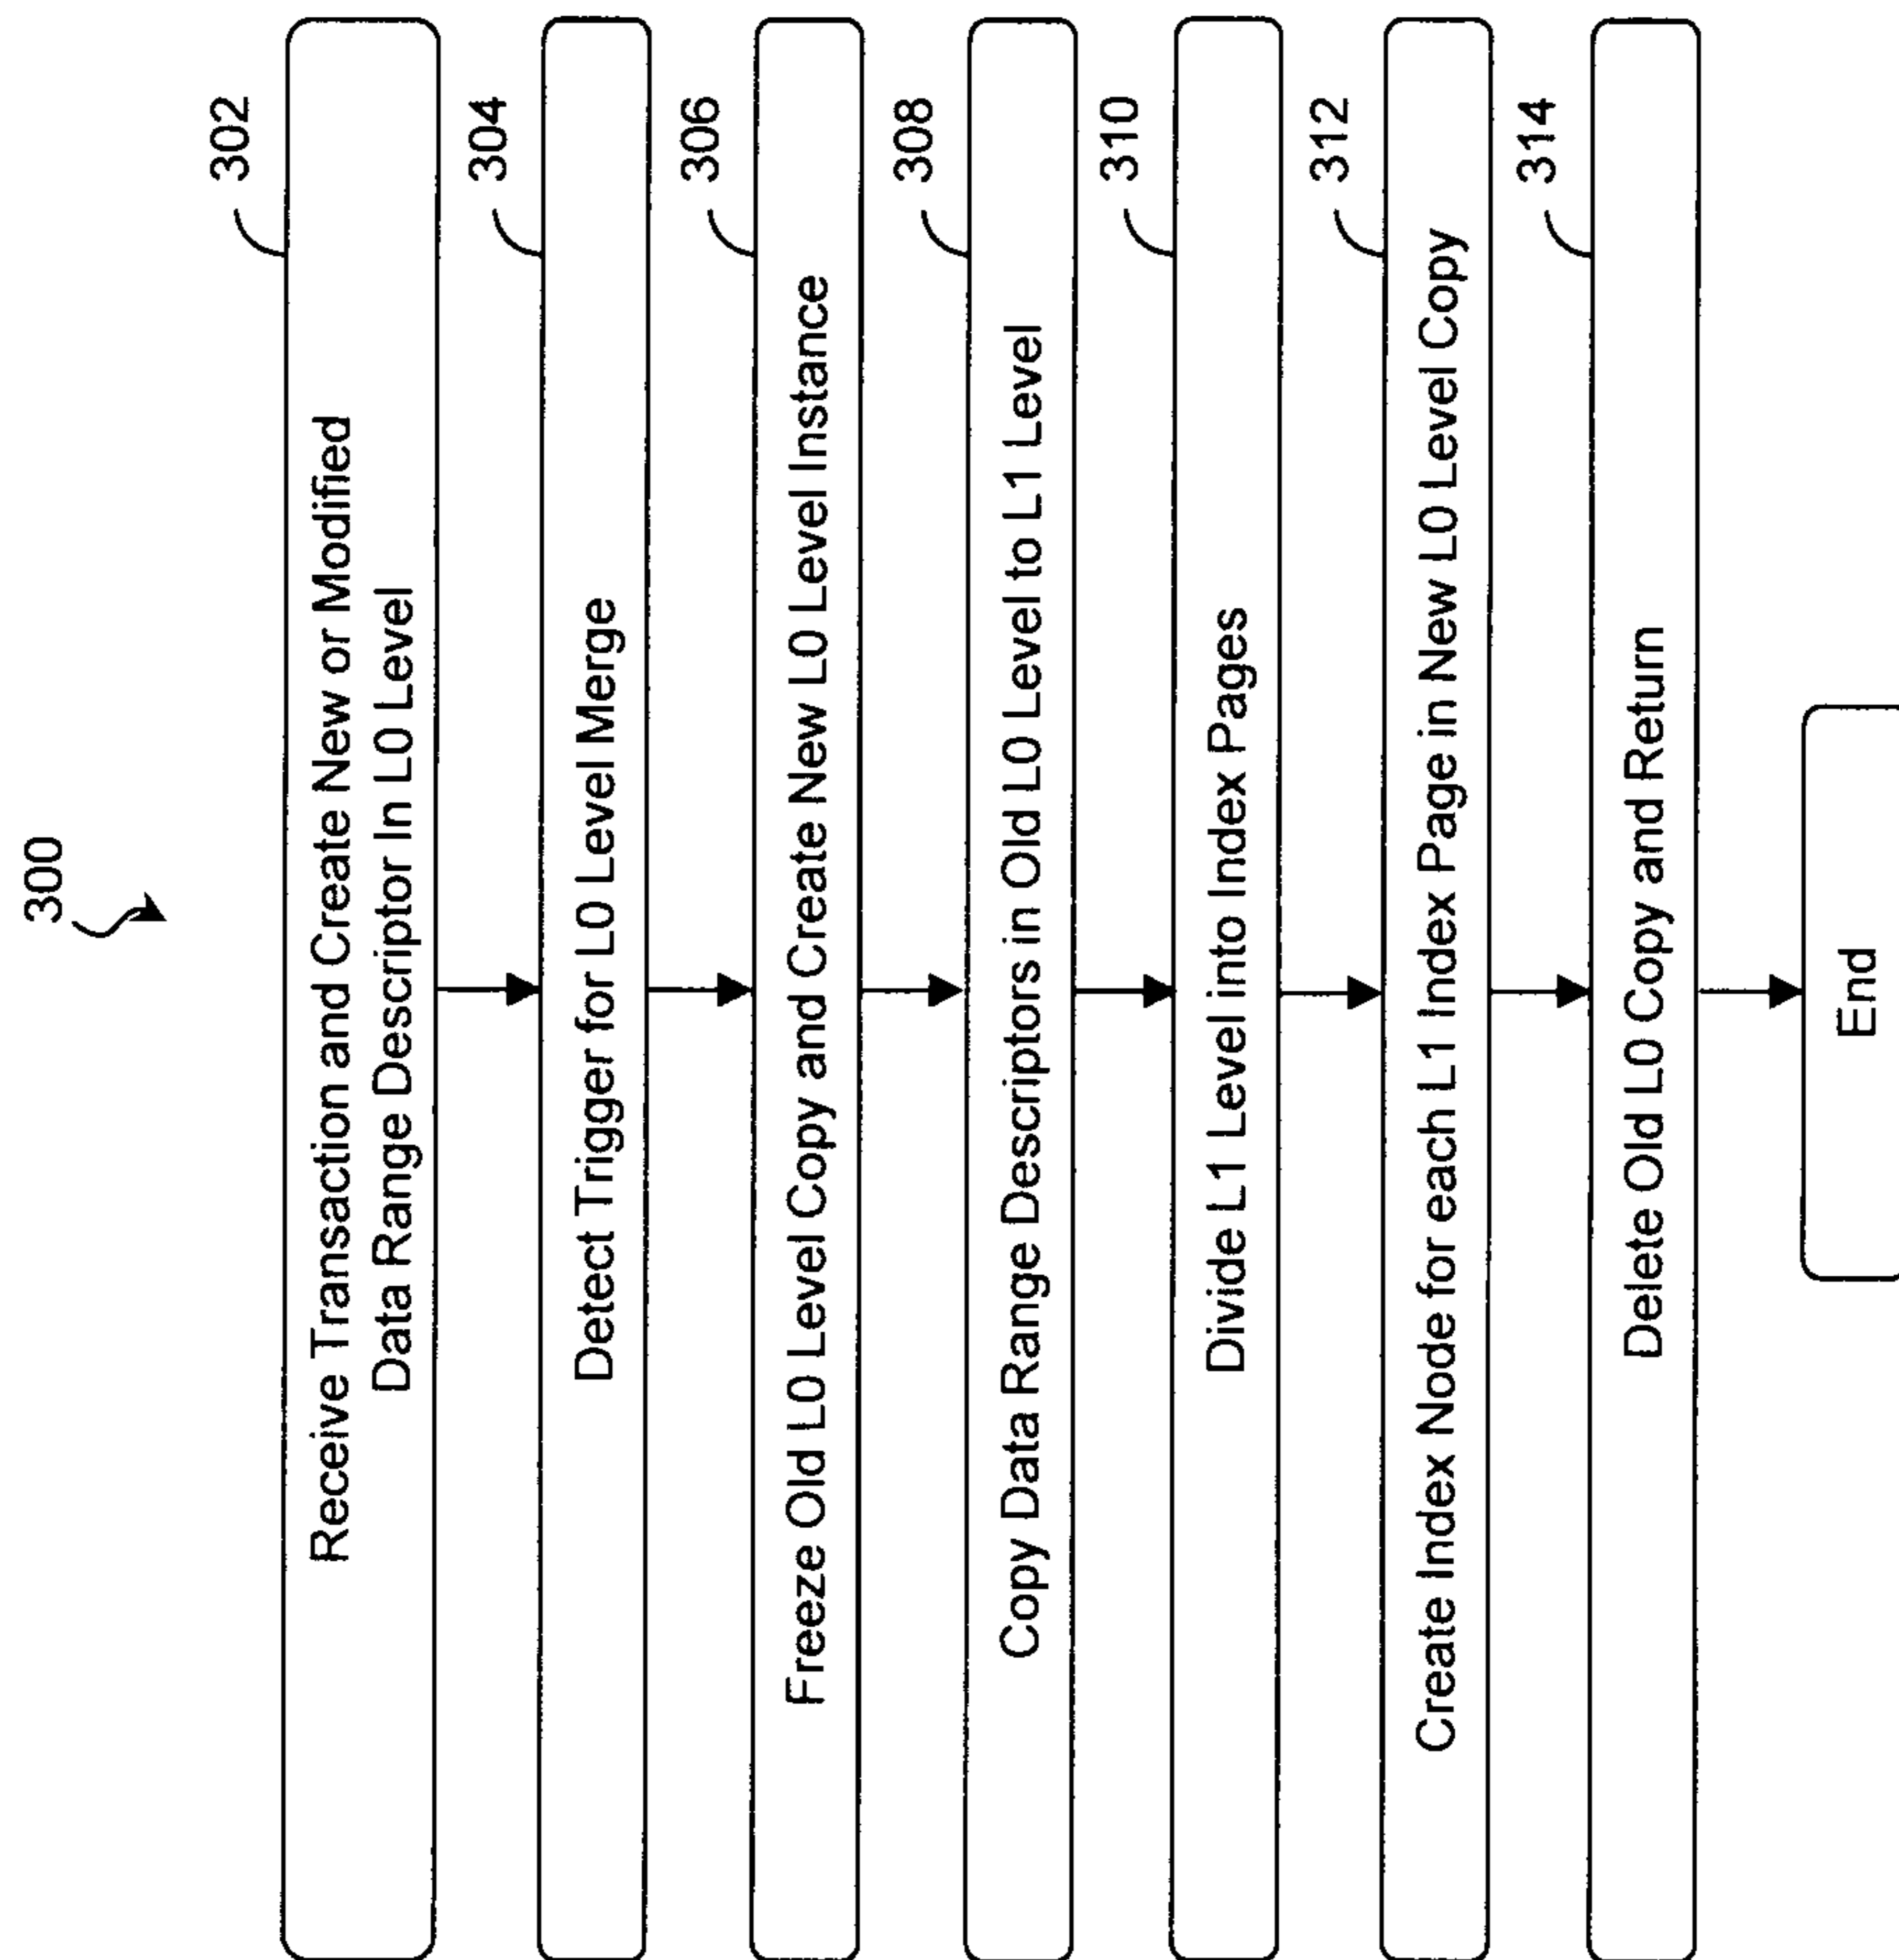 300
302
Receive Transaction and Create New or Modified
Data Range Descriptor In L0 Level
304
Detect Trigger for L0 Level Merge
306
Freeze Old L0 Level Copy and Create New L0 Level Instance
308
Copy Data Range Descriptors in Old L0 Level to L1 Level
310
Divide L1 Level into Index Pages
312
Create Index Node for each L1 Index Page in New L0 Level Copy
314
Delete Old L0 Copy and Return
End